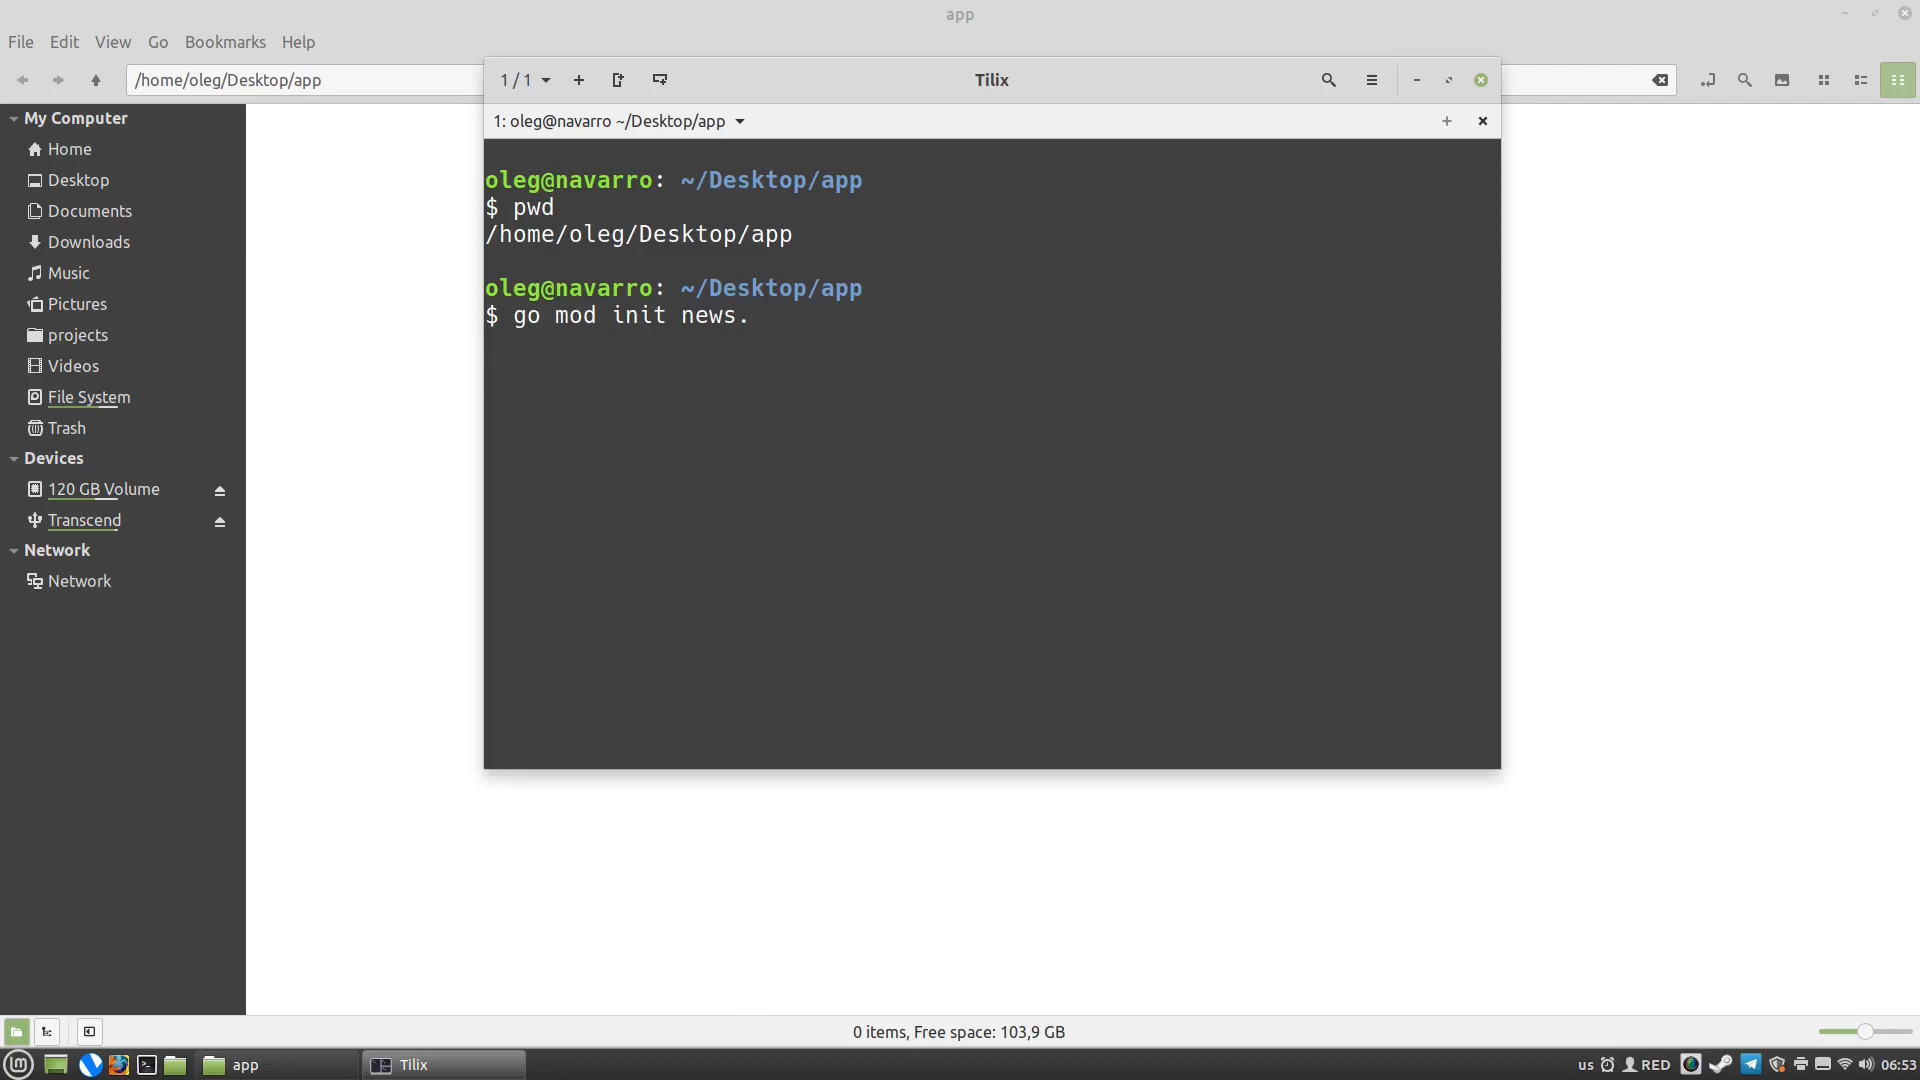 app
File Edit View Go Bookmarks Help
/home/oleg/Desktop/app
1 / 1
Tilix
1: oleg@navarro ~/Desktop/app
oleg@navarro: ~/Desktop/app
$ pwd
/home/oleg/Desktop/app
oleg@navarro: ~/Desktop/app
$ go mod init news.
My Computer
Home
Desktop
Documents
Downloads
Music
Pictures
projects
Videos
File System
Trash
Devices
120 GB Volume
Transcend
Network
Network
0 items, Free space: 103,9 GB
app
Tilix
us RED 06:53